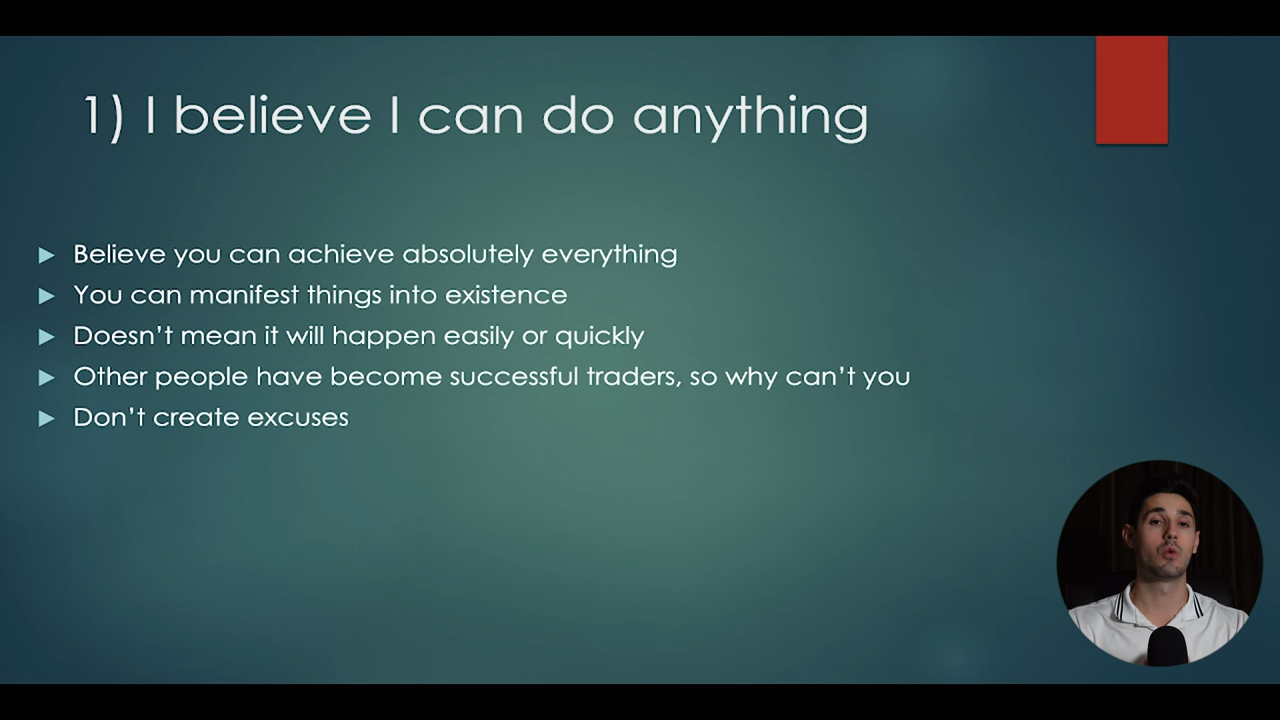 1) I believe I can do anything
Believe you can achieve absolutely everything
You can manifest things into existence
Doesn’t mean it will happen easily or quickly
Other people have become successful traders, so why can’t you
Don’t create excuses